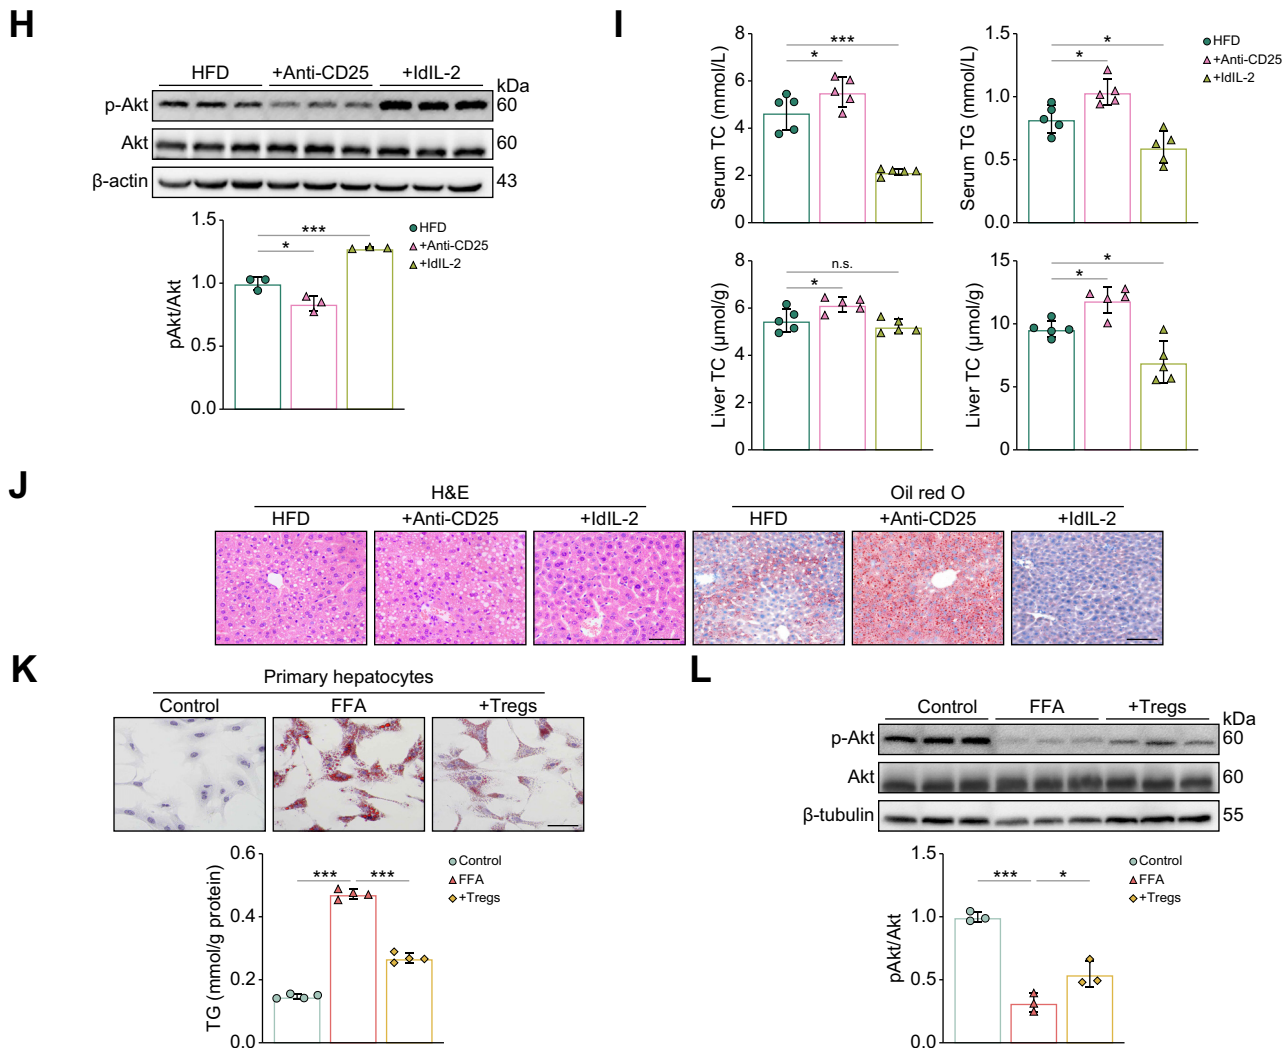 H
HFD +Anti-CD25 +IdIL-2
kDa
p-Akt 60
Akt 60
β-actin 43
1.5
1.0
0.5
0.0
pAkt/Akt
***
*
HFD
+Anti-CD25
+IdIL-2
I
8
6
4
2
0
Serum TC (mmol/L)
***
*
1.5
1.0
0.5
0.0
Serum TG (mmol/L)
*
*
HFD
+Anti-CD25
+IdIL-2
8
6
4
2
0
Liver TC (μmol/g)
n.s.
*
15
10
5
0
Liver TC (μmol/g)
*
*
J
H&E Oil red O
HFD +Anti-CD25 +IdIL-2 HFD +Anti-CD25 +IdIL-2
K
Primary hepatocytes
Control FFA +Tregs
0.6
0.4
0.2
0.0
TG (mmol/g protein)
*** ***
Control
FFA
+Tregs
L
Control FFA +Tregs
kDa
p-Akt 60
Akt 60
β-tubulin 55
1.5
1.0
0.5
0.0
pAkt/Akt
*** *
Control
FFA
+Tregs